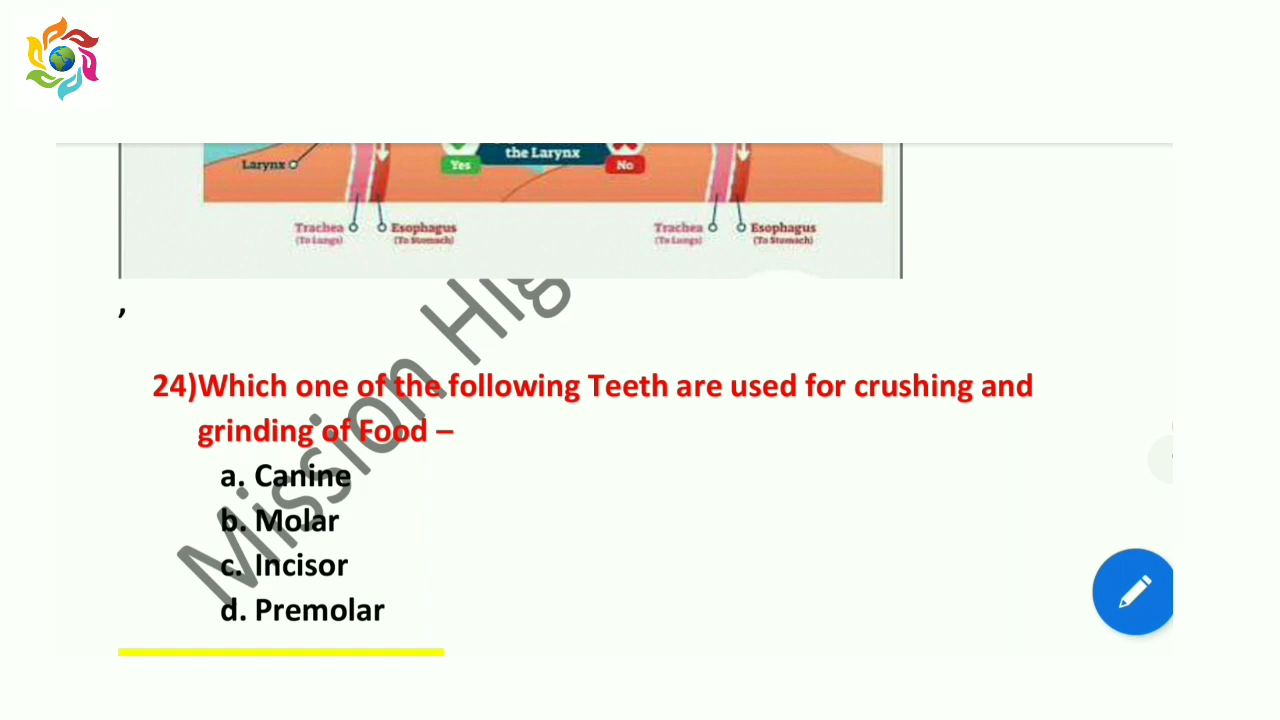 Larynx
the Larynx
Yes
No
Trachea
(To Lungs)
Esophagus
(To Stomach)
Trachea
(To Lungs)
Esophagus
(To Stomach)
,
Mission Hig
24)Which one of the following Teeth are used for crushing and
grinding of Food –
a. Canine
b. Molar
c. Incisor
d. Premolar